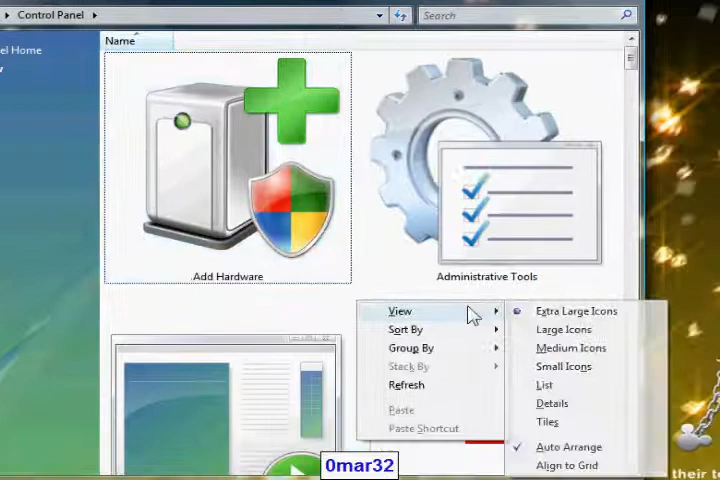 Control Panel
Search
el Home
Name
Add Hardware
Administrative Tools
View
Sort By
Group By
Stack By
Refresh
Paste
Paste Shortcut
Extra Large Icons
Large Icons
Medium Icons
Small Icons
List
Details
Tiles
Auto Arrange
Align to Grid
0mar32
their to